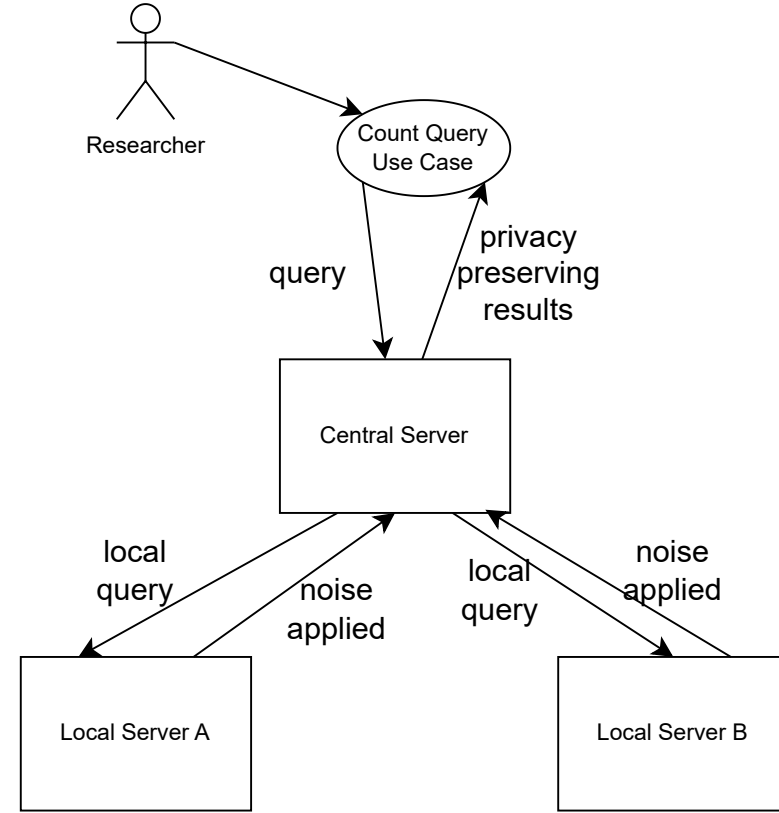 Researcher
Count Query
Use Case
query
privacy
preserving
results
Central Server
local
query
noise
applied
local
query
noise
applied
Local Server A
Local Server B